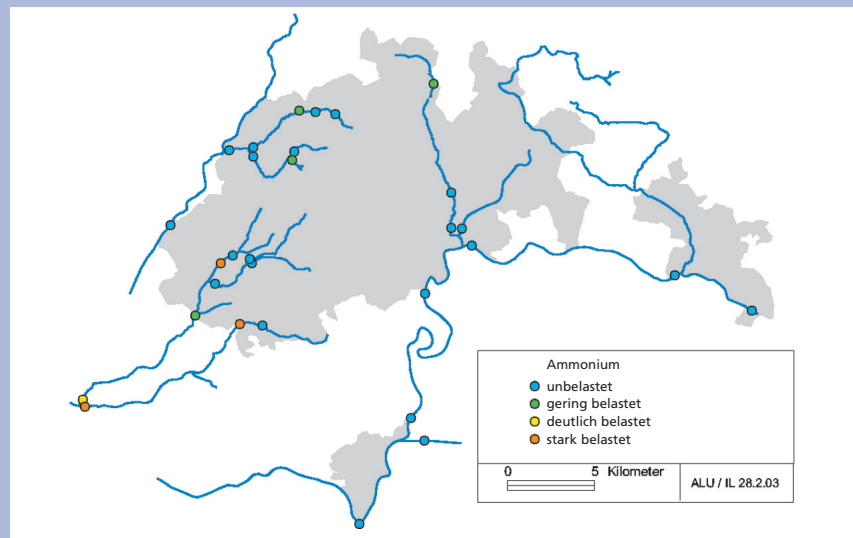 Ammonium
unbelastet
gering belastet
deutlich belastet
stark belastet
0 5 Kilometer
ALU / IL 28.2.03